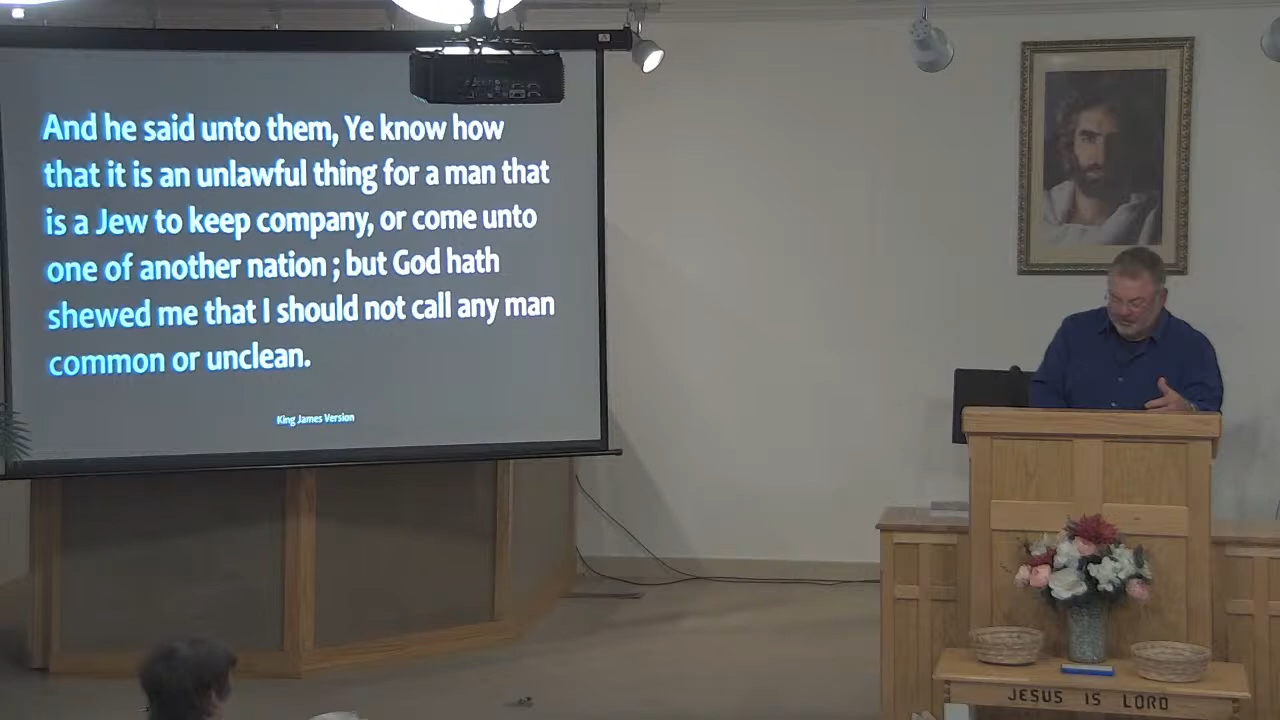 And he said unto them, Ye know how
that it is an unlawful thing for a man that
is a Jew to keep company, or come unto
one of another nation ; but God hath
shewed me that I should not call any man
common or unclean.
King James Version
JESUS IS LORD